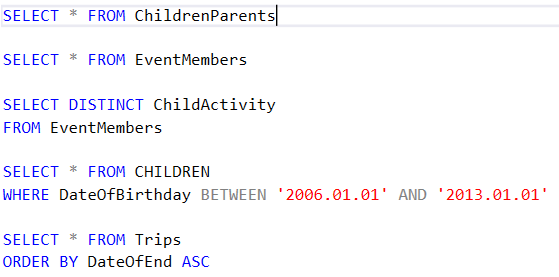 SELECT * FROM ChildrenParents
SELECT * FROM EventMembers
SELECT DISTINCT ChildActivity
FROM EventMembers
SELECT * FROM CHILDREN
WHERE DateOfBirthday BETWEEN '2006.01.01' AND '2013.01.01'
SELECT * FROM Trips
ORDER BY DateOfEnd ASC